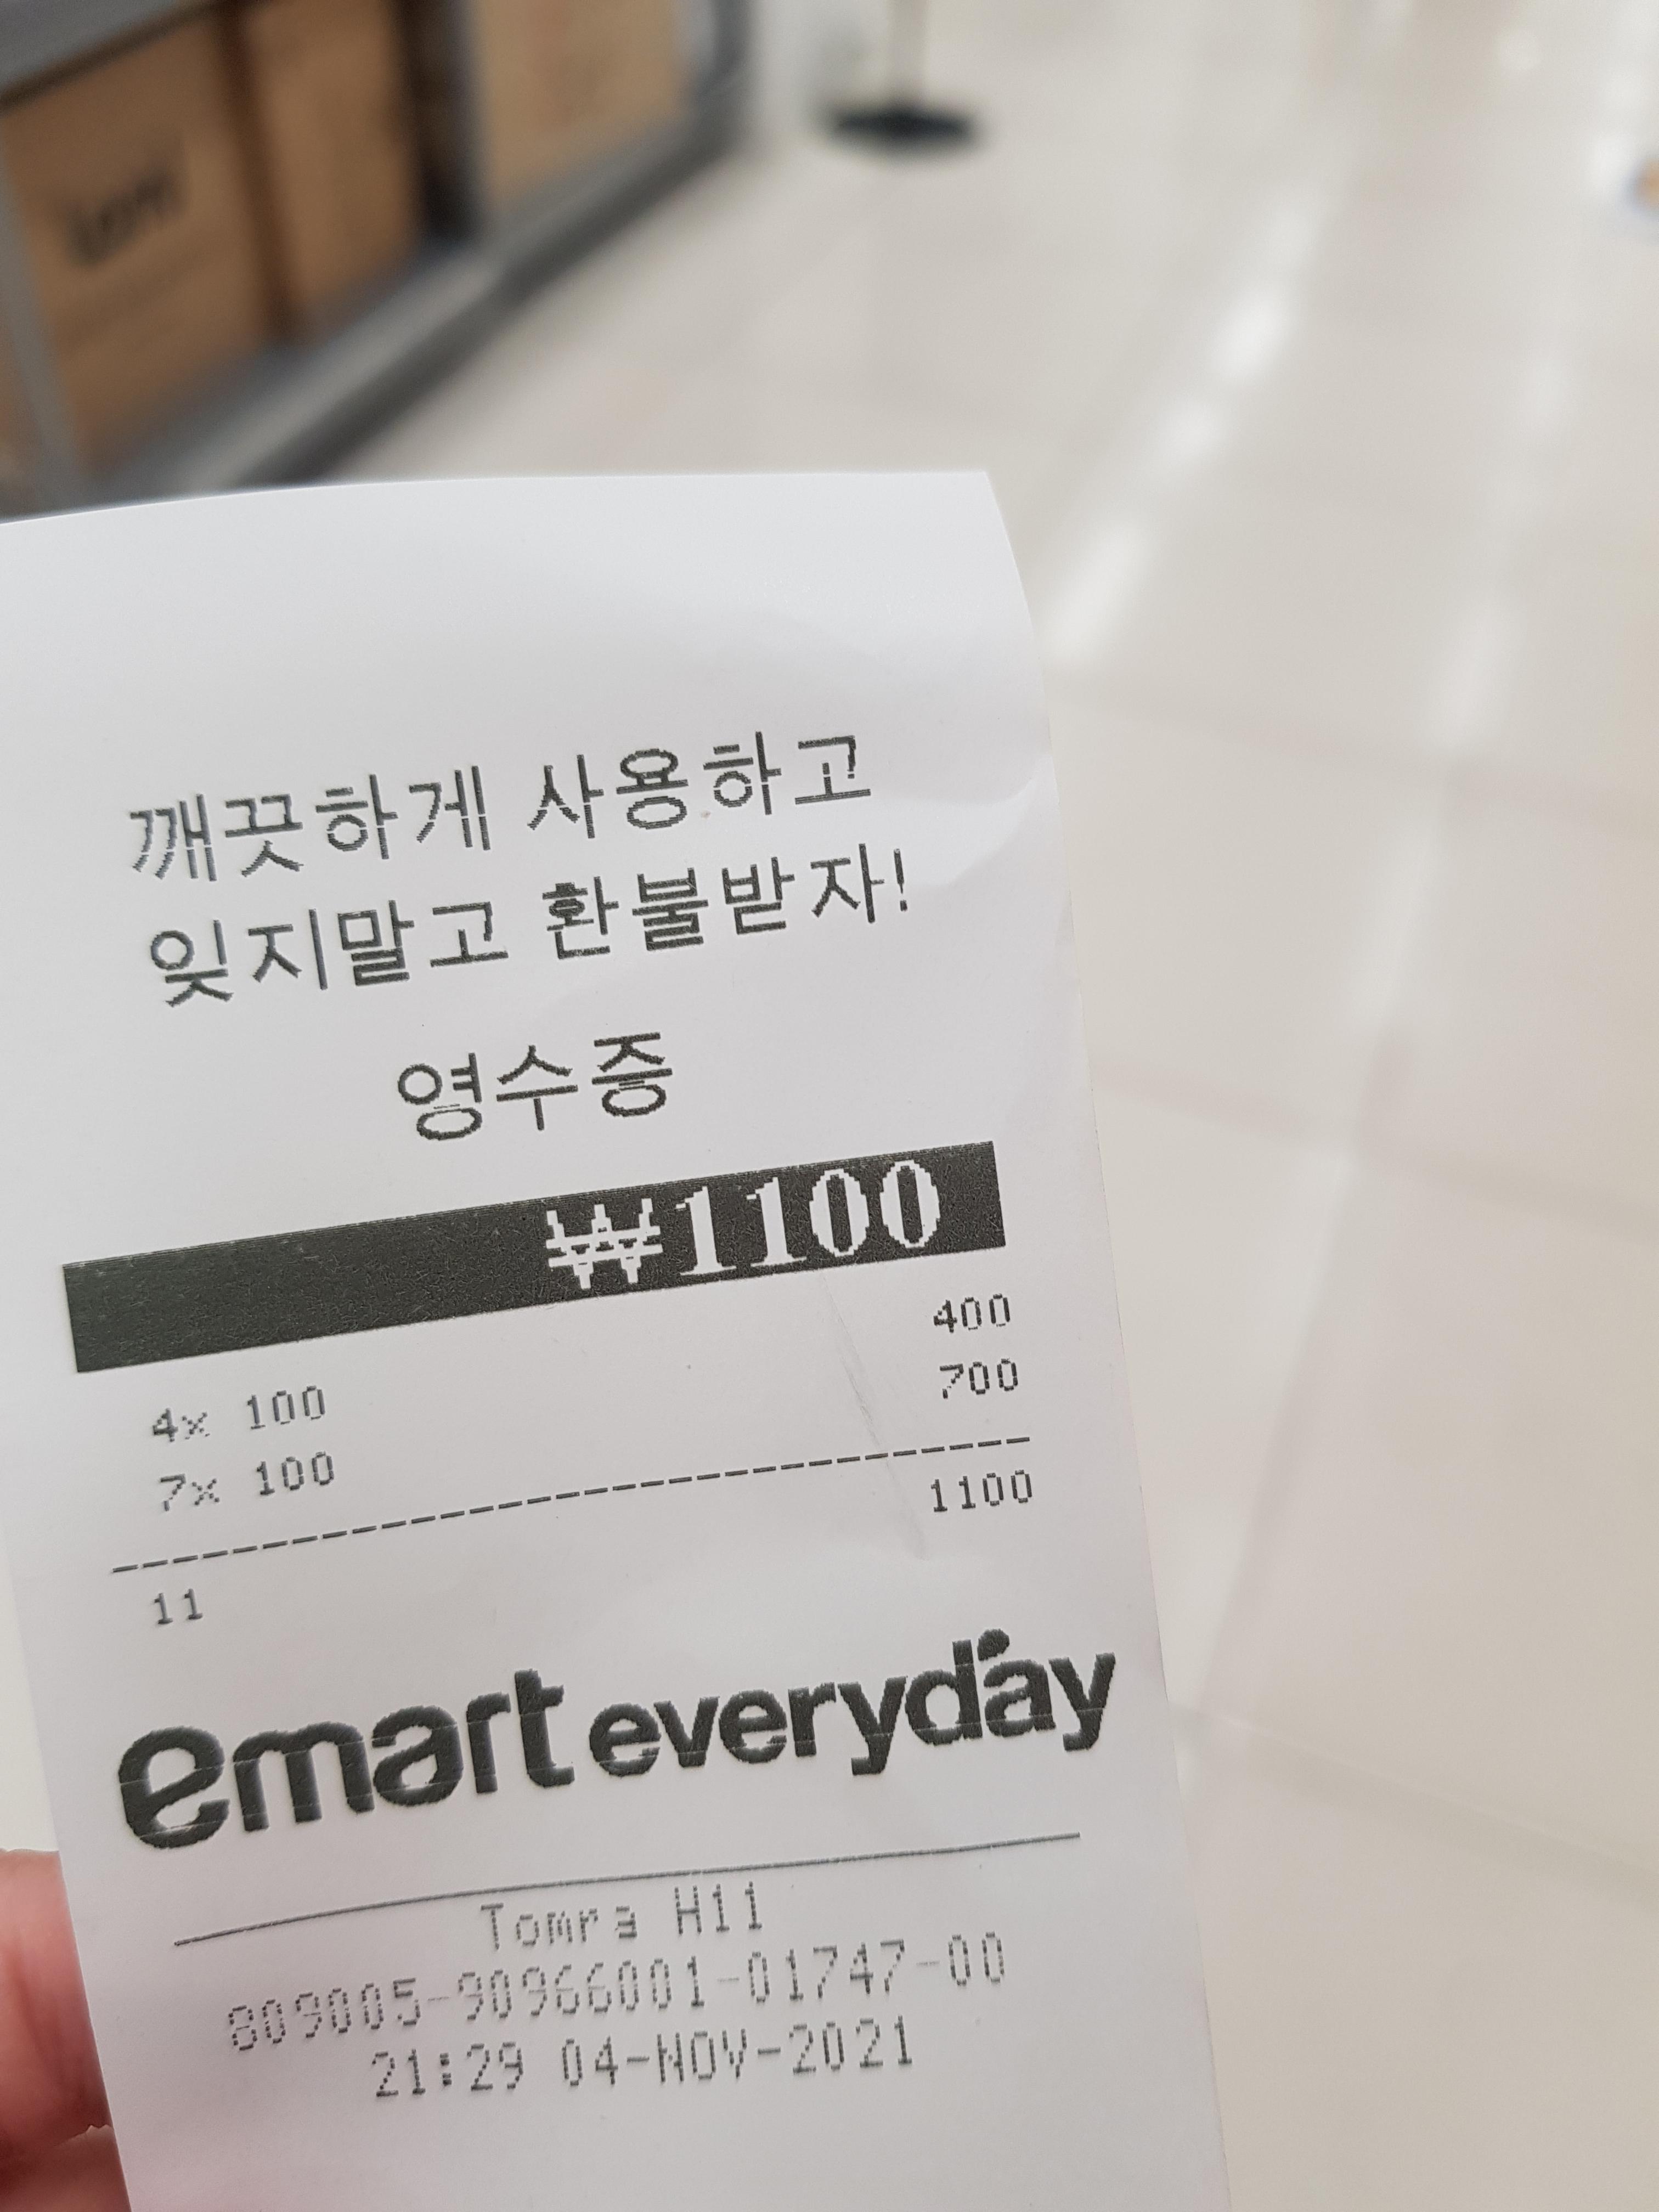 깨끗하게 사용하고
잊지말고 환불받자!
영수증
₩1100
4x 100 400
7x 100 700
11 1100
emart everyday
Tomra H11
809005-90966001-01747-00
21:29 04-NOV-2021